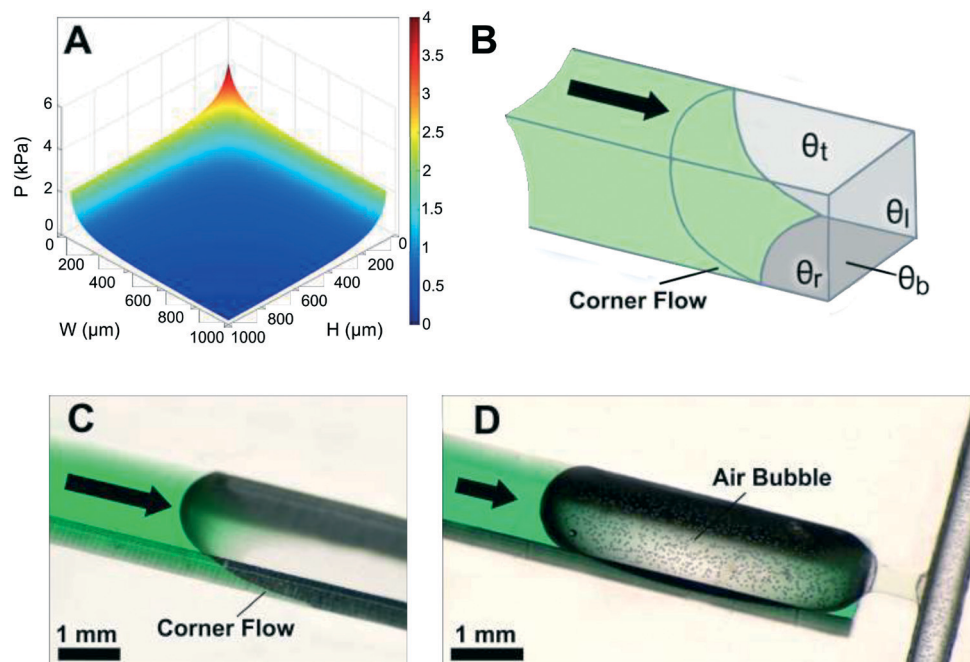 A
P (kPa)
6
4
2
0
0
200
400
600
800
1000
W (µm)
0
200
400
600
800
1000
H (µm)
4
3.5
3
2.5
2
1.5
1
0.5
0
B
θt
θl
θr
θb
Corner Flow
C
Corner Flow
1 mm
D
Air Bubble
1 mm